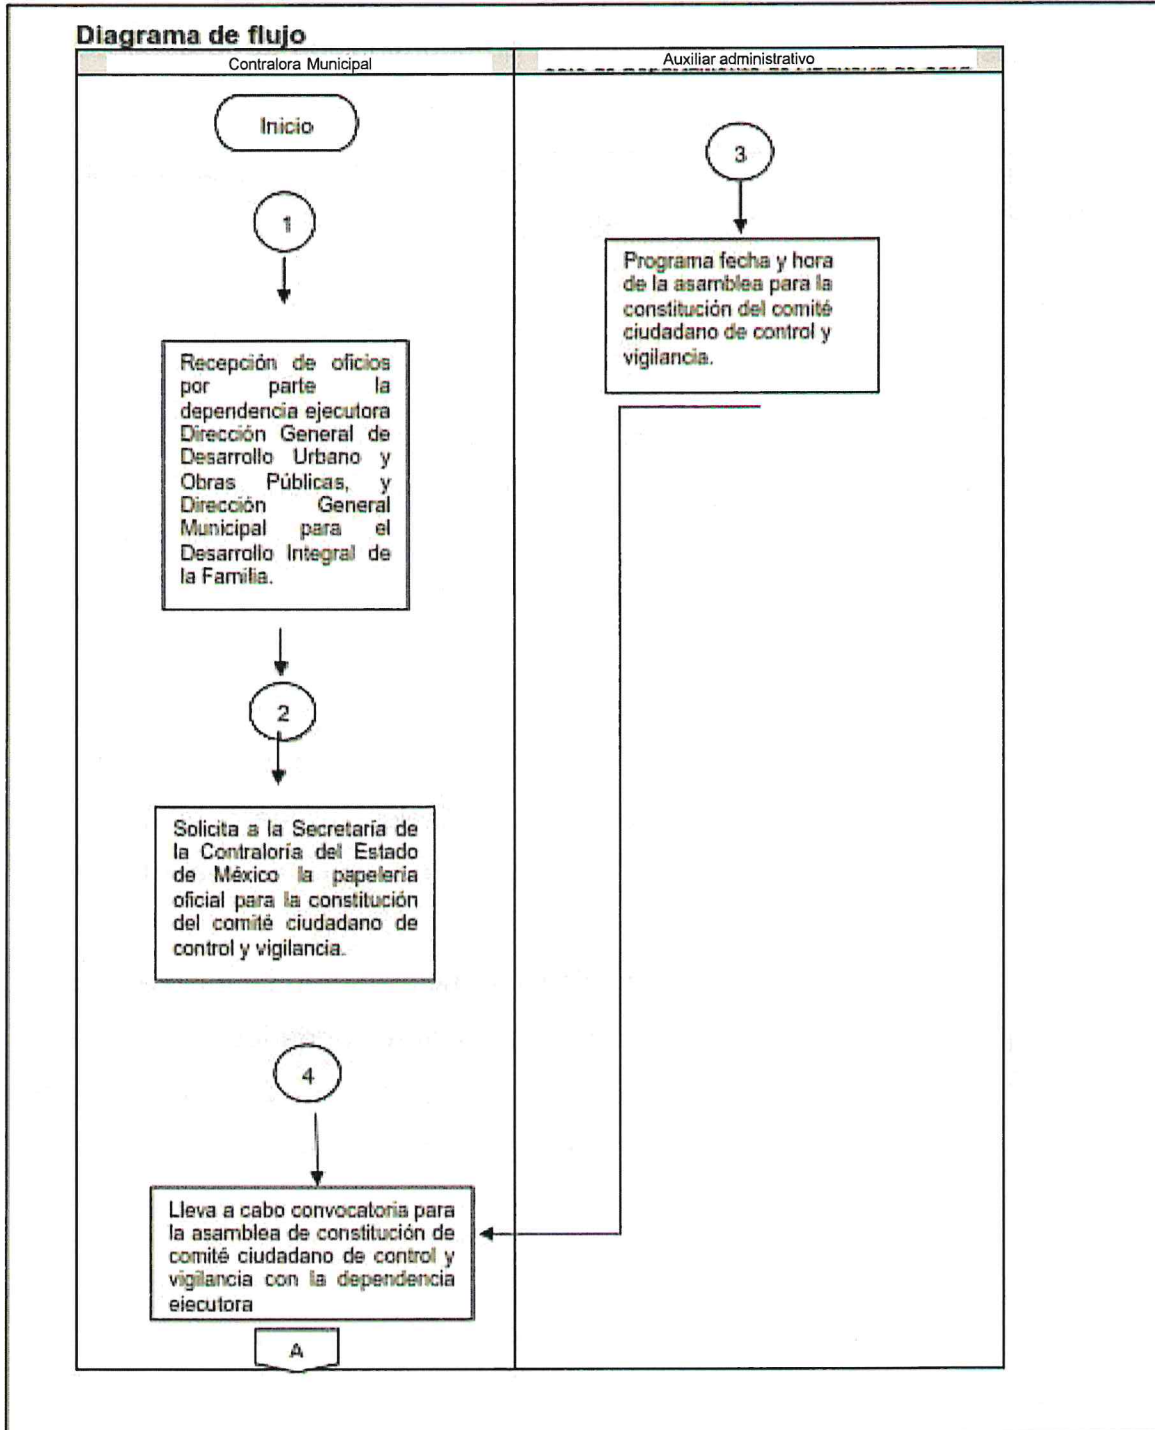 Diagrama de flujo
Contralora Municipal
Auxiliar administrativo
Inicio
1
Recepción de oficios
por parte la
dependencia ejecutora
Dirección General de
Desarrollo Urbano y
Obras Públicas, y
Dirección General
Municipal para el
Desarrollo Integral de
la Familia.
2
Solicita a la Secretaría de
la Contraloría del Estado
de México la papelería
oficial para la constitución
del comité ciudadano de
control y vigilancia.
3
Programa fecha y hora
de la asamblea para la
constitución del comité
ciudadano de control y
vigilancia.
4
Lleva a cabo convocatoria para
la asamblea de constitución de
comité ciudadano de control y
vigilancia con la dependencia
ejecutora
A